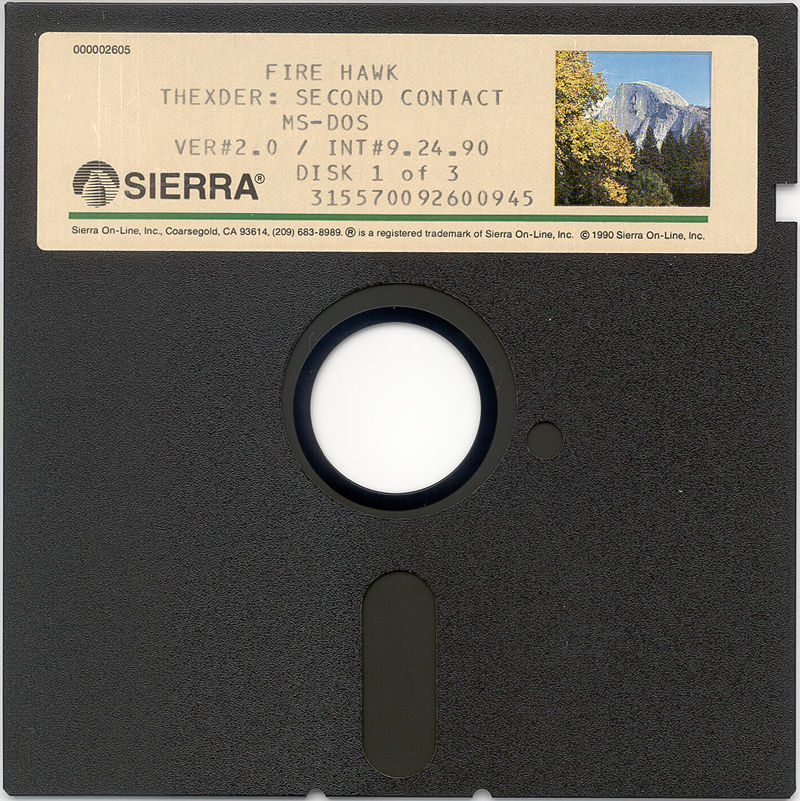 000002605
FIRE HAWK
THEXDER: SECOND CONTACT
MS-DOS
VER#2.0 / INT#9.24.90
DISK 1 of 3
SIERRA®
315570092600945
Sierra On-Line, Inc., Coarsegold, CA 93614, (209) 683-8989. ® is a registered trademark of Sierra On-Line, Inc. © 1990 Sierra On-Line, Inc.